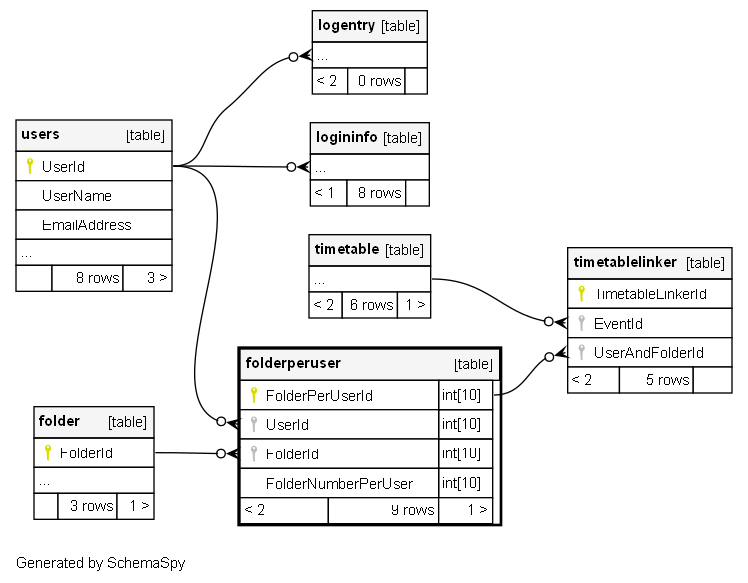 logentry [table]
...
< 2 0 rows
users [table]
UserId
UserName
EmailAddress
...
8 rows 3 >
logininfo [table]
...
< 1 8 rows
timetable [table]
...
< 2 6 rows 1 >
timetablelinker [table]
TimetableLinkerId
EventId
UserAndFolderId
< 2 5 rows
folderperuser [table]
FolderPerUserId int[10]
UserId int[10]
FolderId int[10]
FolderNumberPerUser int[10]
< 2 9 rows 1 >
folder [table]
FolderId
...
3 rows 1 >
Generated by SchemaSpy